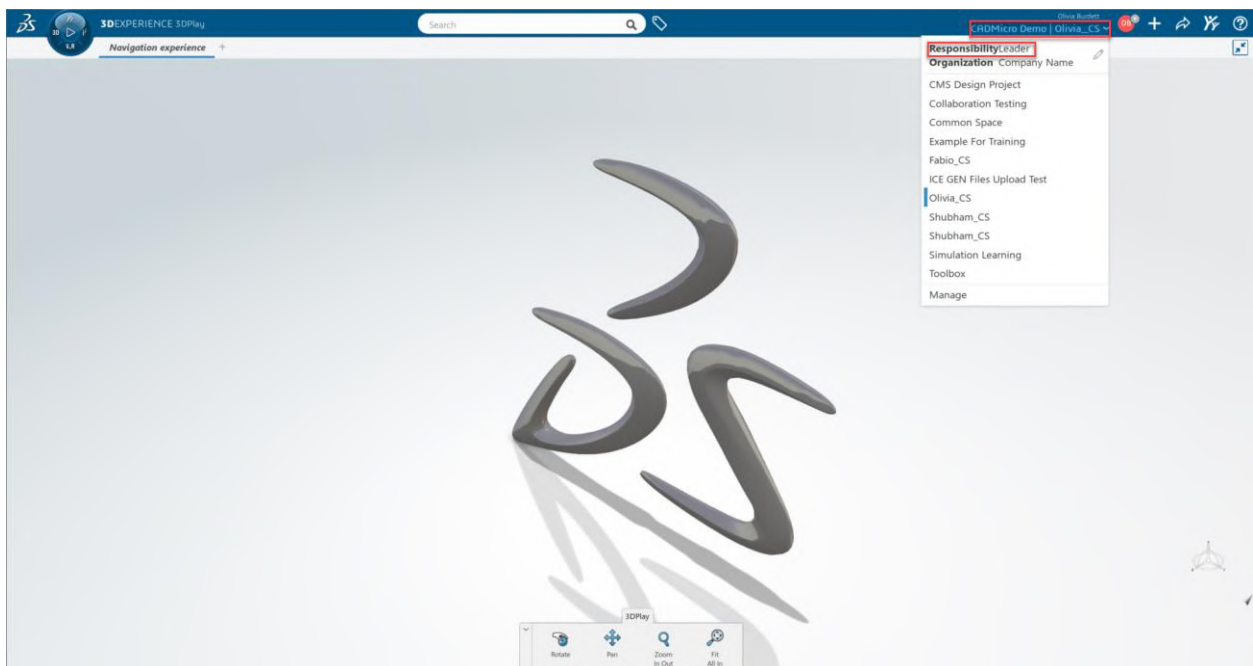 3DEXPERIENCE 3DPlay
Search
Olivia Burdett
CADMicro Demo | Olivia_CS
OB
Navigation experience +
ResponsibilityLeader
Organization Company Name
CMS Design Project
Collaboration Testing
Common Space
Example For Training
Fabio_CS
ICE GEN Files Upload Test
Olivia_CS
Shubham_CS
Shubham_CS
Simulation Learning
Toolbox
Manage
3DPlay
Rotate
Pan
Zoom
In Out
Fit
All In